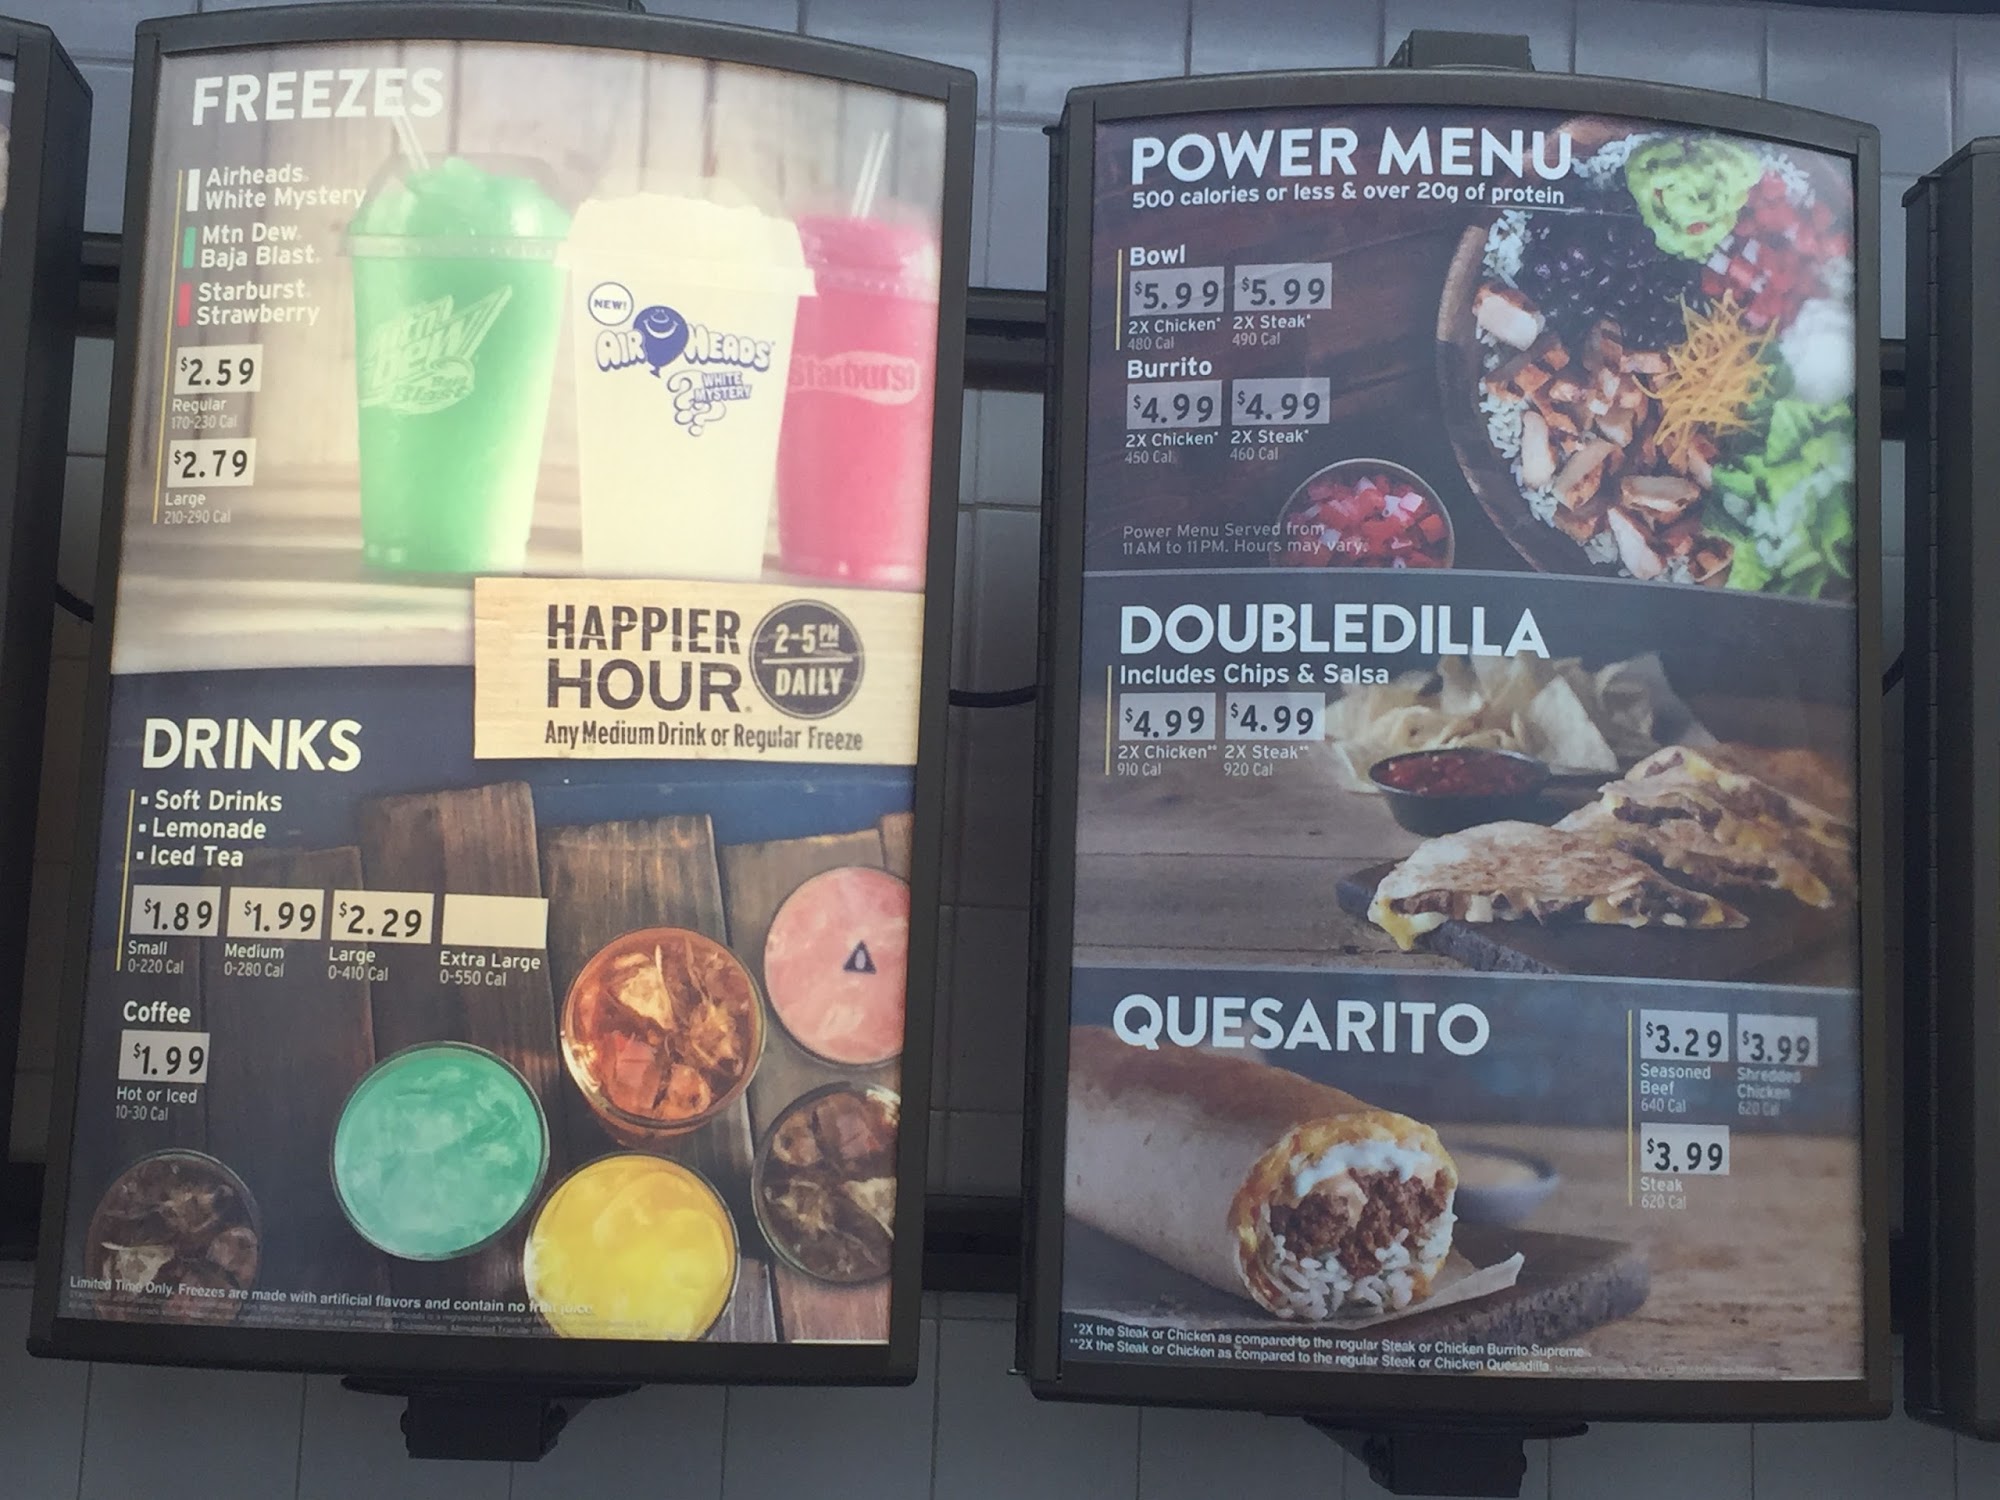 FREEZES
Airheads®
White Mystery
Mtn Dew®
Baja Blast®
Starburst®
Strawberry
$2.59
Regular
170-230 Cal
$2.79
Large
210-290 Cal
Mtn
DEW
Baja
Blast
NEW!
AIRHEADS
WHITE
MYSTERY
Starburst
HAPPIER
HOUR®
2-5PM
DAILY
Any Medium Drink or Regular Freeze
DRINKS
▪ Soft Drinks
▪ Lemonade
▪ Iced Tea
$1.89 $1.99 $2.29
Small Medium Large Extra Large
0-220 Cal 0-280 Cal 0-410 Cal 0-550 Cal
Coffee
$1.99
Hot or Iced
10-30 Cal
Limited Time Only. Freezes are made with artificial flavors and contain no fruit juice.
POWER MENU
500 calories or less & over 20g of protein
Bowl
$5.99 $5.99
2X Chicken* 2X Steak*
480 Cal 490 Cal
Burrito
$4.99 $4.99
2X Chicken* 2X Steak*
450 Cal 460 Cal
Power Menu Served from
11 AM to 11 PM. Hours may vary.
DOUBLEDILLA
Includes Chips & Salsa
$4.99 $4.99
2X Chicken** 2X Steak**
910 Cal 920 Cal
QUESARITO
$3.29 $3.99
Seasoned Shredded
Beef Chicken
640 Cal 620 Cal
$3.99
Steak
620 Cal
*2X the Steak or Chicken as compared to the regular Steak or Chicken Burrito Supreme.
**2X the Steak or Chicken as compared to the regular Steak or Chicken Quesadilla.